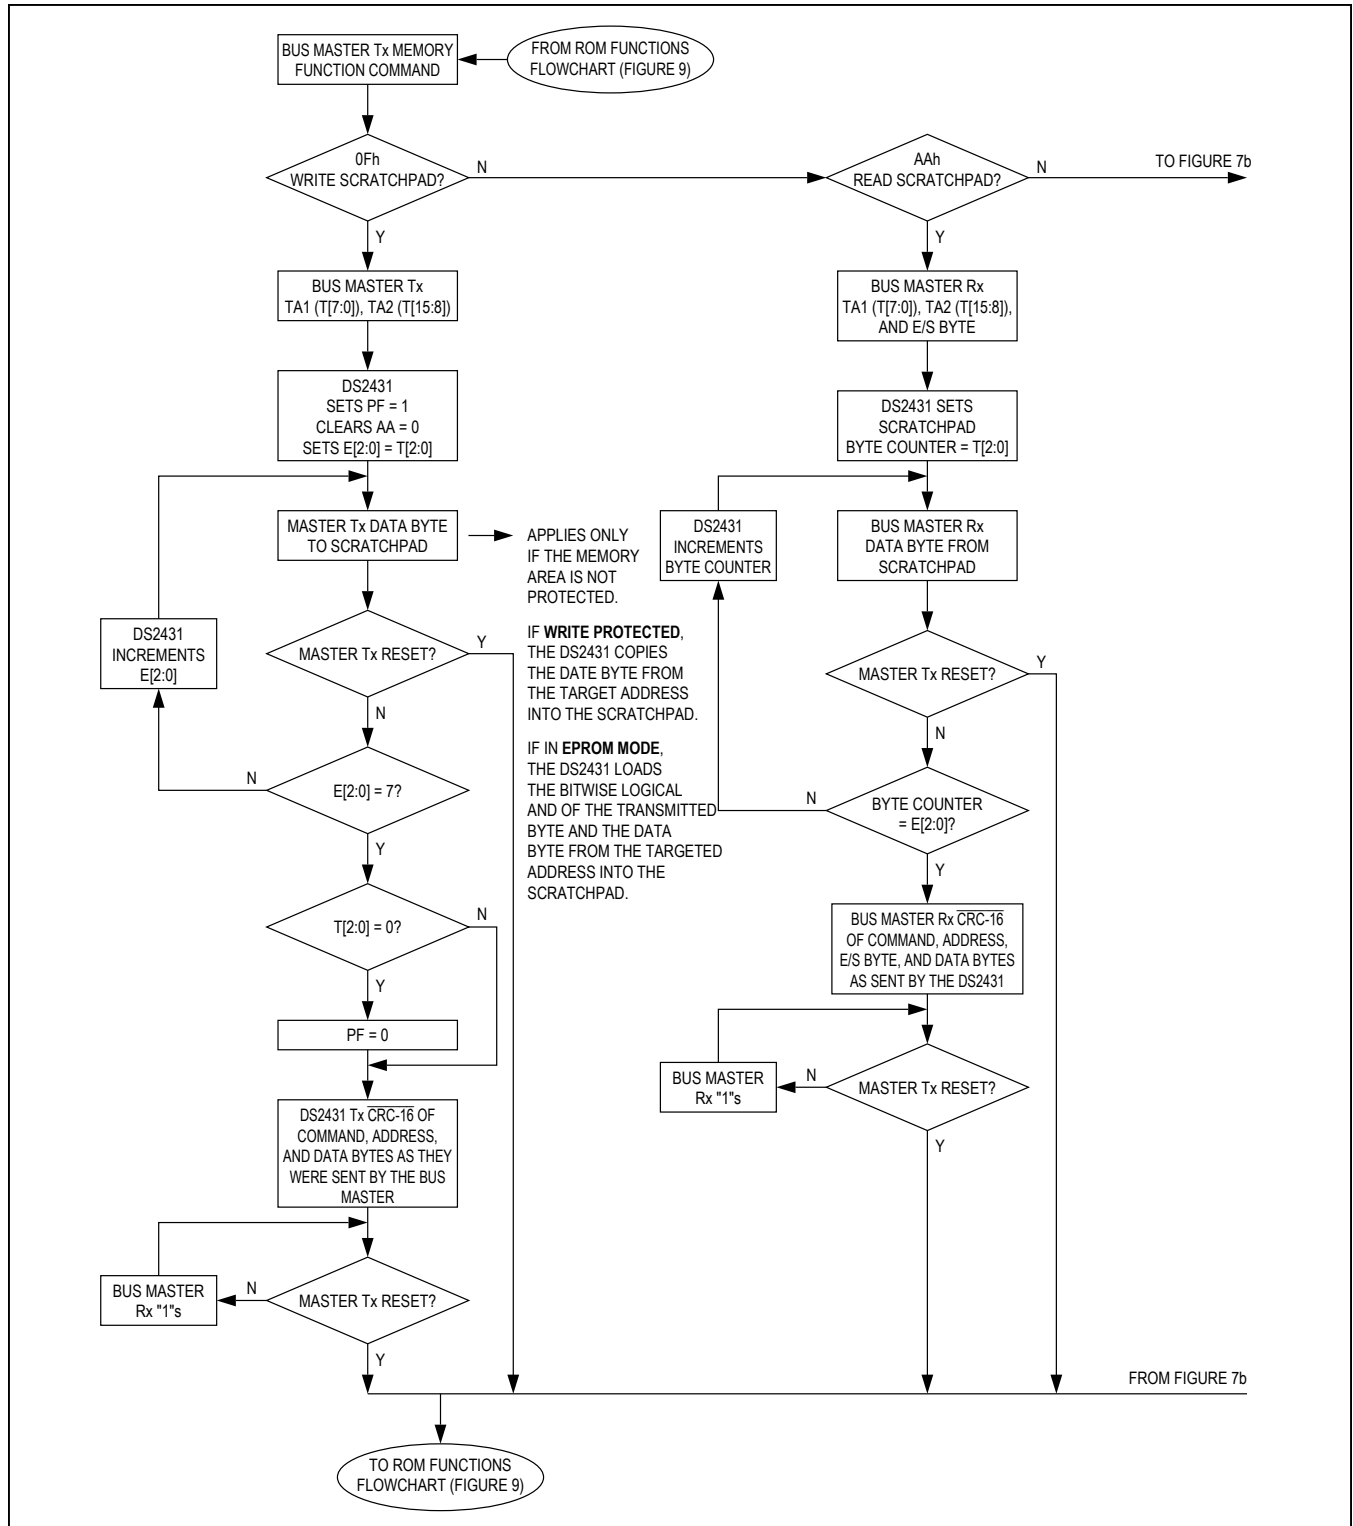 BUS MASTER Tx MEMORY
FUNCTION COMMAND
FROM ROM FUNCTIONS
FLOWCHART (FIGURE 9)
0Fh
WRITE SCRATCHPAD?
N
Y
AAh
READ SCRATCHPAD?
N
Y
TO FIGURE 7b
BUS MASTER Tx
TA1 (T[7:0]), TA2 (T[15:8])
DS2431
SETS PF = 1
CLEARS AA = 0
SETS E[2:0] = T[2:0]
MASTER Tx DATA BYTE
TO SCRATCHPAD
APPLIES ONLY
IF THE MEMORY
AREA IS NOT
PROTECTED.
IF WRITE PROTECTED,
THE DS2431 COPIES
THE DATE BYTE FROM
THE TARGET ADDRESS
INTO THE SCRATCHPAD.
IF IN EPROM MODE,
THE DS2431 LOADS
THE BITWISE LOGICAL
AND OF THE TRANSMITTED
BYTE AND THE DATA
BYTE FROM THE TARGETED
ADDRESS INTO THE
SCRATCHPAD.
DS2431
INCREMENTS
E[2:0]
MASTER Tx RESET?
Y
N
E[2:0] = 7?
N
Y
T[2:0] = 0?
N
Y
PF = 0
DS2431 Tx CRC-16 OF
COMMAND, ADDRESS,
AND DATA BYTES AS THEY
WERE SENT BY THE BUS
MASTER
BUS MASTER
Rx "1"s
N
MASTER Tx RESET?
Y
BUS MASTER Rx
TA1 (T[7:0]), TA2 (T[15:8]),
AND E/S BYTE
DS2431 SETS
SCRATCHPAD
BYTE COUNTER = T[2:0]
DS2431
INCREMENTS
BYTE COUNTER
BUS MASTER Rx
DATA BYTE FROM
SCRATCHPAD
MASTER Tx RESET?
Y
N
BYTE COUNTER
= E[2:0]?
N
Y
BUS MASTER Rx CRC-16
OF COMMAND, ADDRESS,
E/S BYTE, AND DATA BYTES
AS SENT BY THE DS2431
BUS MASTER
Rx "1"s
N
MASTER Tx RESET?
Y
FROM FIGURE 7b
TO ROM FUNCTIONS
FLOWCHART (FIGURE 9)